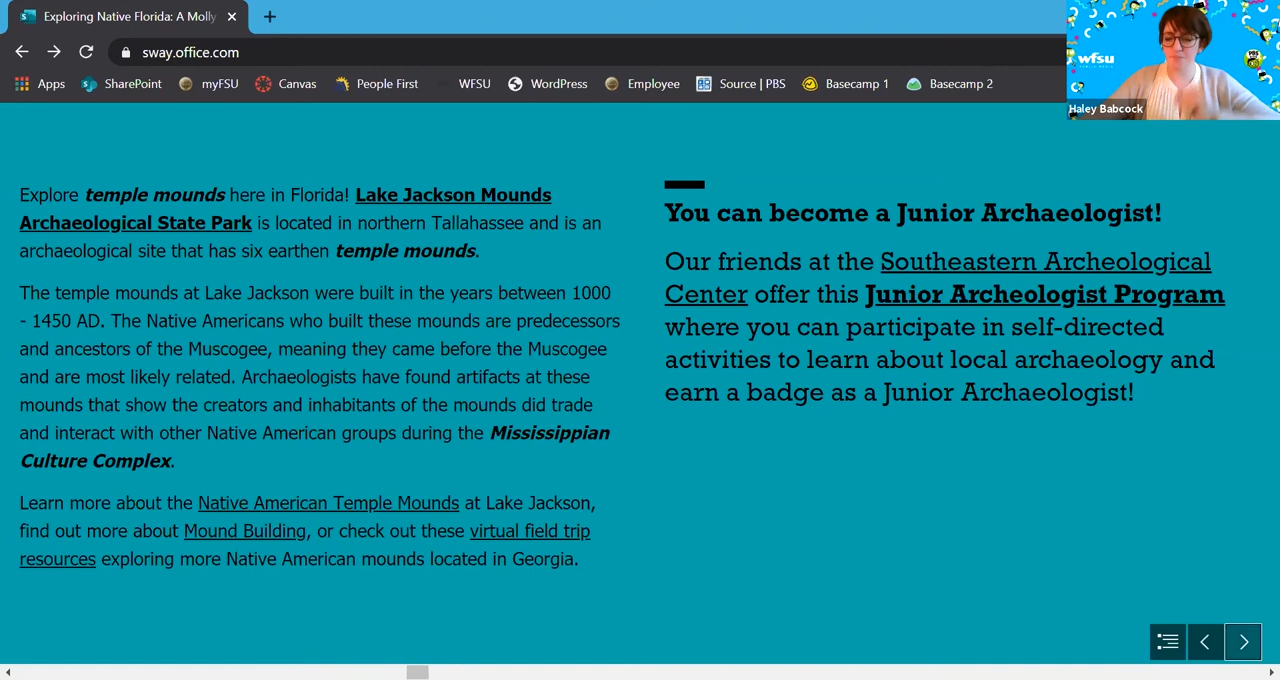 Exploring Native Florida: A Molly
sway.office.com
Apps SharePoint myFSU Canvas People First WFSU WordPress Employee Source | PBS Basecamp 1 Basecamp 2
wfsu
PBS
Haley Babcock
Explore temple mounds here in Florida! Lake Jackson Mounds
Archaeological State Park is located in northern Tallahassee and is an
archaeological site that has six earthen temple mounds.
The temple mounds at Lake Jackson were built in the years between 1000
- 1450 AD. The Native Americans who built these mounds are predecessors
and ancestors of the Muscogee, meaning they came before the Muscogee
and are most likely related. Archaeologists have found artifacts at these
mounds that show the creators and inhabitants of the mounds did trade
and interact with other Native American groups during the Mississippian
Culture Complex.
Learn more about the Native American Temple Mounds at Lake Jackson,
find out more about Mound Building, or check out these virtual field trip
resources exploring more Native American mounds located in Georgia.
You can become a Junior Archaeologist!
Our friends at the Southeastern Archeological
Center offer this Junior Archeologist Program
where you can participate in self-directed
activities to learn about local archaeology and
earn a badge as a Junior Archaeologist!